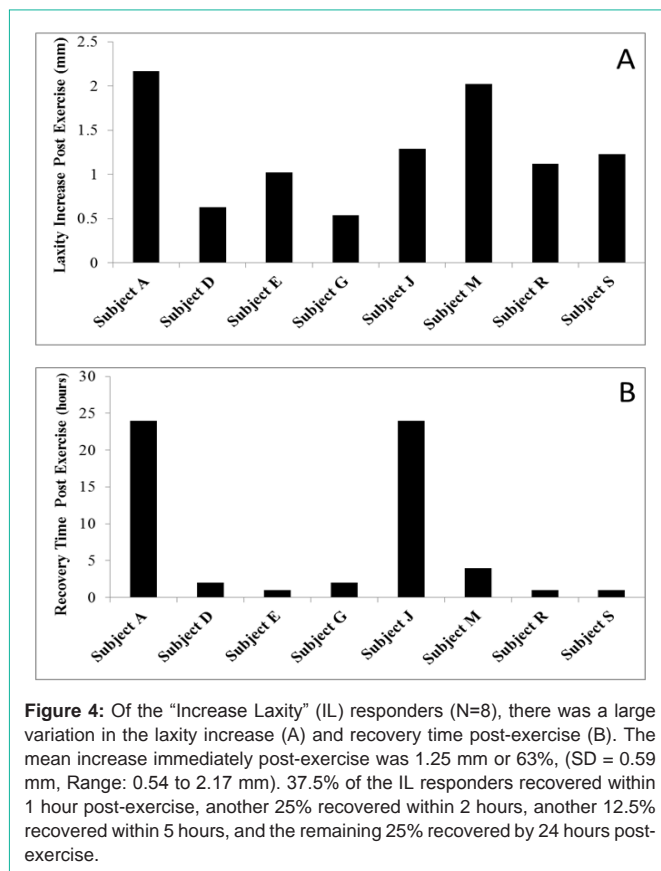 A
Laxity Increase Post Exercise (mm)
2.5
2
1.5
1
0.5
0
Subject A
Subject D
Subject E
Subject G
Subject J
Subject M
Subject R
Subject S
B
Recovery Time Post Exercise (hours)
30
25
20
15
10
5
0
Subject A
Subject D
Subject E
Subject G
Subject J
Subject M
Subject R
Subject S
Figure 4: Of the “Increase Laxity” (IL) responders (N=8), there was a large
variation in the laxity increase (A) and recovery time post-exercise (B). The
mean increase immediately post-exercise was 1.25 mm or 63%, (SD = 0.59
mm, Range: 0.54 to 2.17 mm). 37.5% of the IL responders recovered within
1 hour post-exercise, another 25% recovered within 2 hours, another 12.5%
recovered within 5 hours, and the remaining 25% recovered by 24 hours post-
exercise.